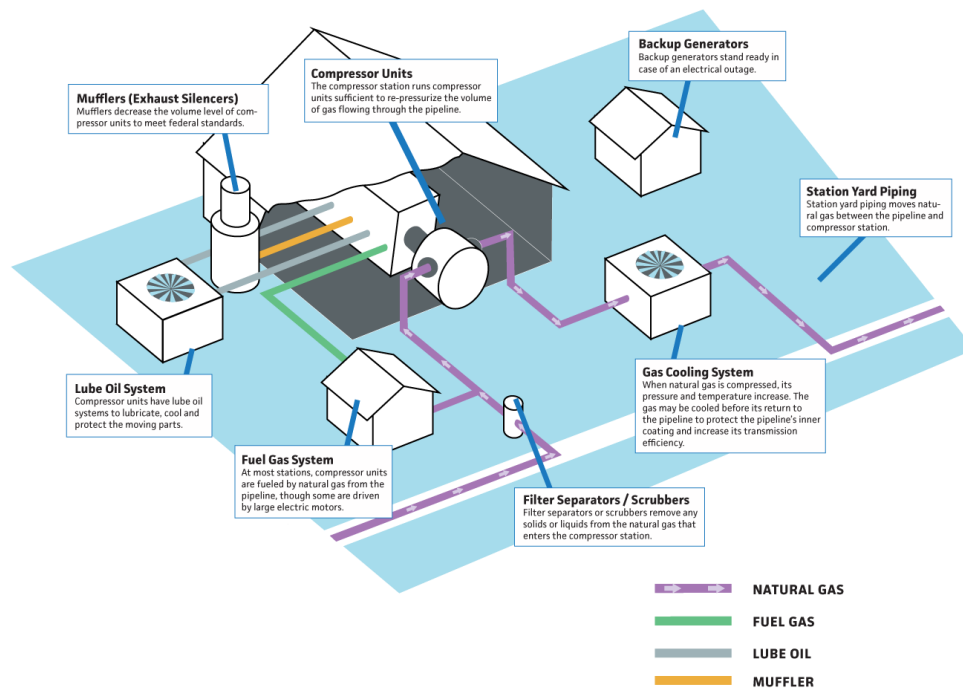 Backup Generators
Backup generators stand ready in
case of an electrical outage.
Compressor Units
The compressor station runs compressor
units sufficient to re-pressurize the volume
of gas flowing through the pipeline.
Mufflers (Exhaust Silencers)
Mufflers decrease the volume level of com-
pressor units to meet federal standards.
Station Yard Piping
Station yard piping moves natu-
ral gas between the pipeline and
compressor station.
Lube Oil System
Compressor units have lube oil
systems to lubricate, cool and
protect the moving parts.
Gas Cooling System
When natural gas is compressed, its
pressure and temperature increase. The
gas may be cooled before its return to
the pipeline to protect the pipeline's inner
coating and increase its transmission
efficiency.
Fuel Gas System
At most stations, compressor units
are fueled by natural gas from the
pipeline, though some are driven
by large electric motors.
Filter Separators / Scrubbers
Filter separators or scrubbers remove any
solids or liquids from the natural gas that
enters the compressor station.
NATURAL GAS
FUEL GAS
LUBE OIL
MUFFLER